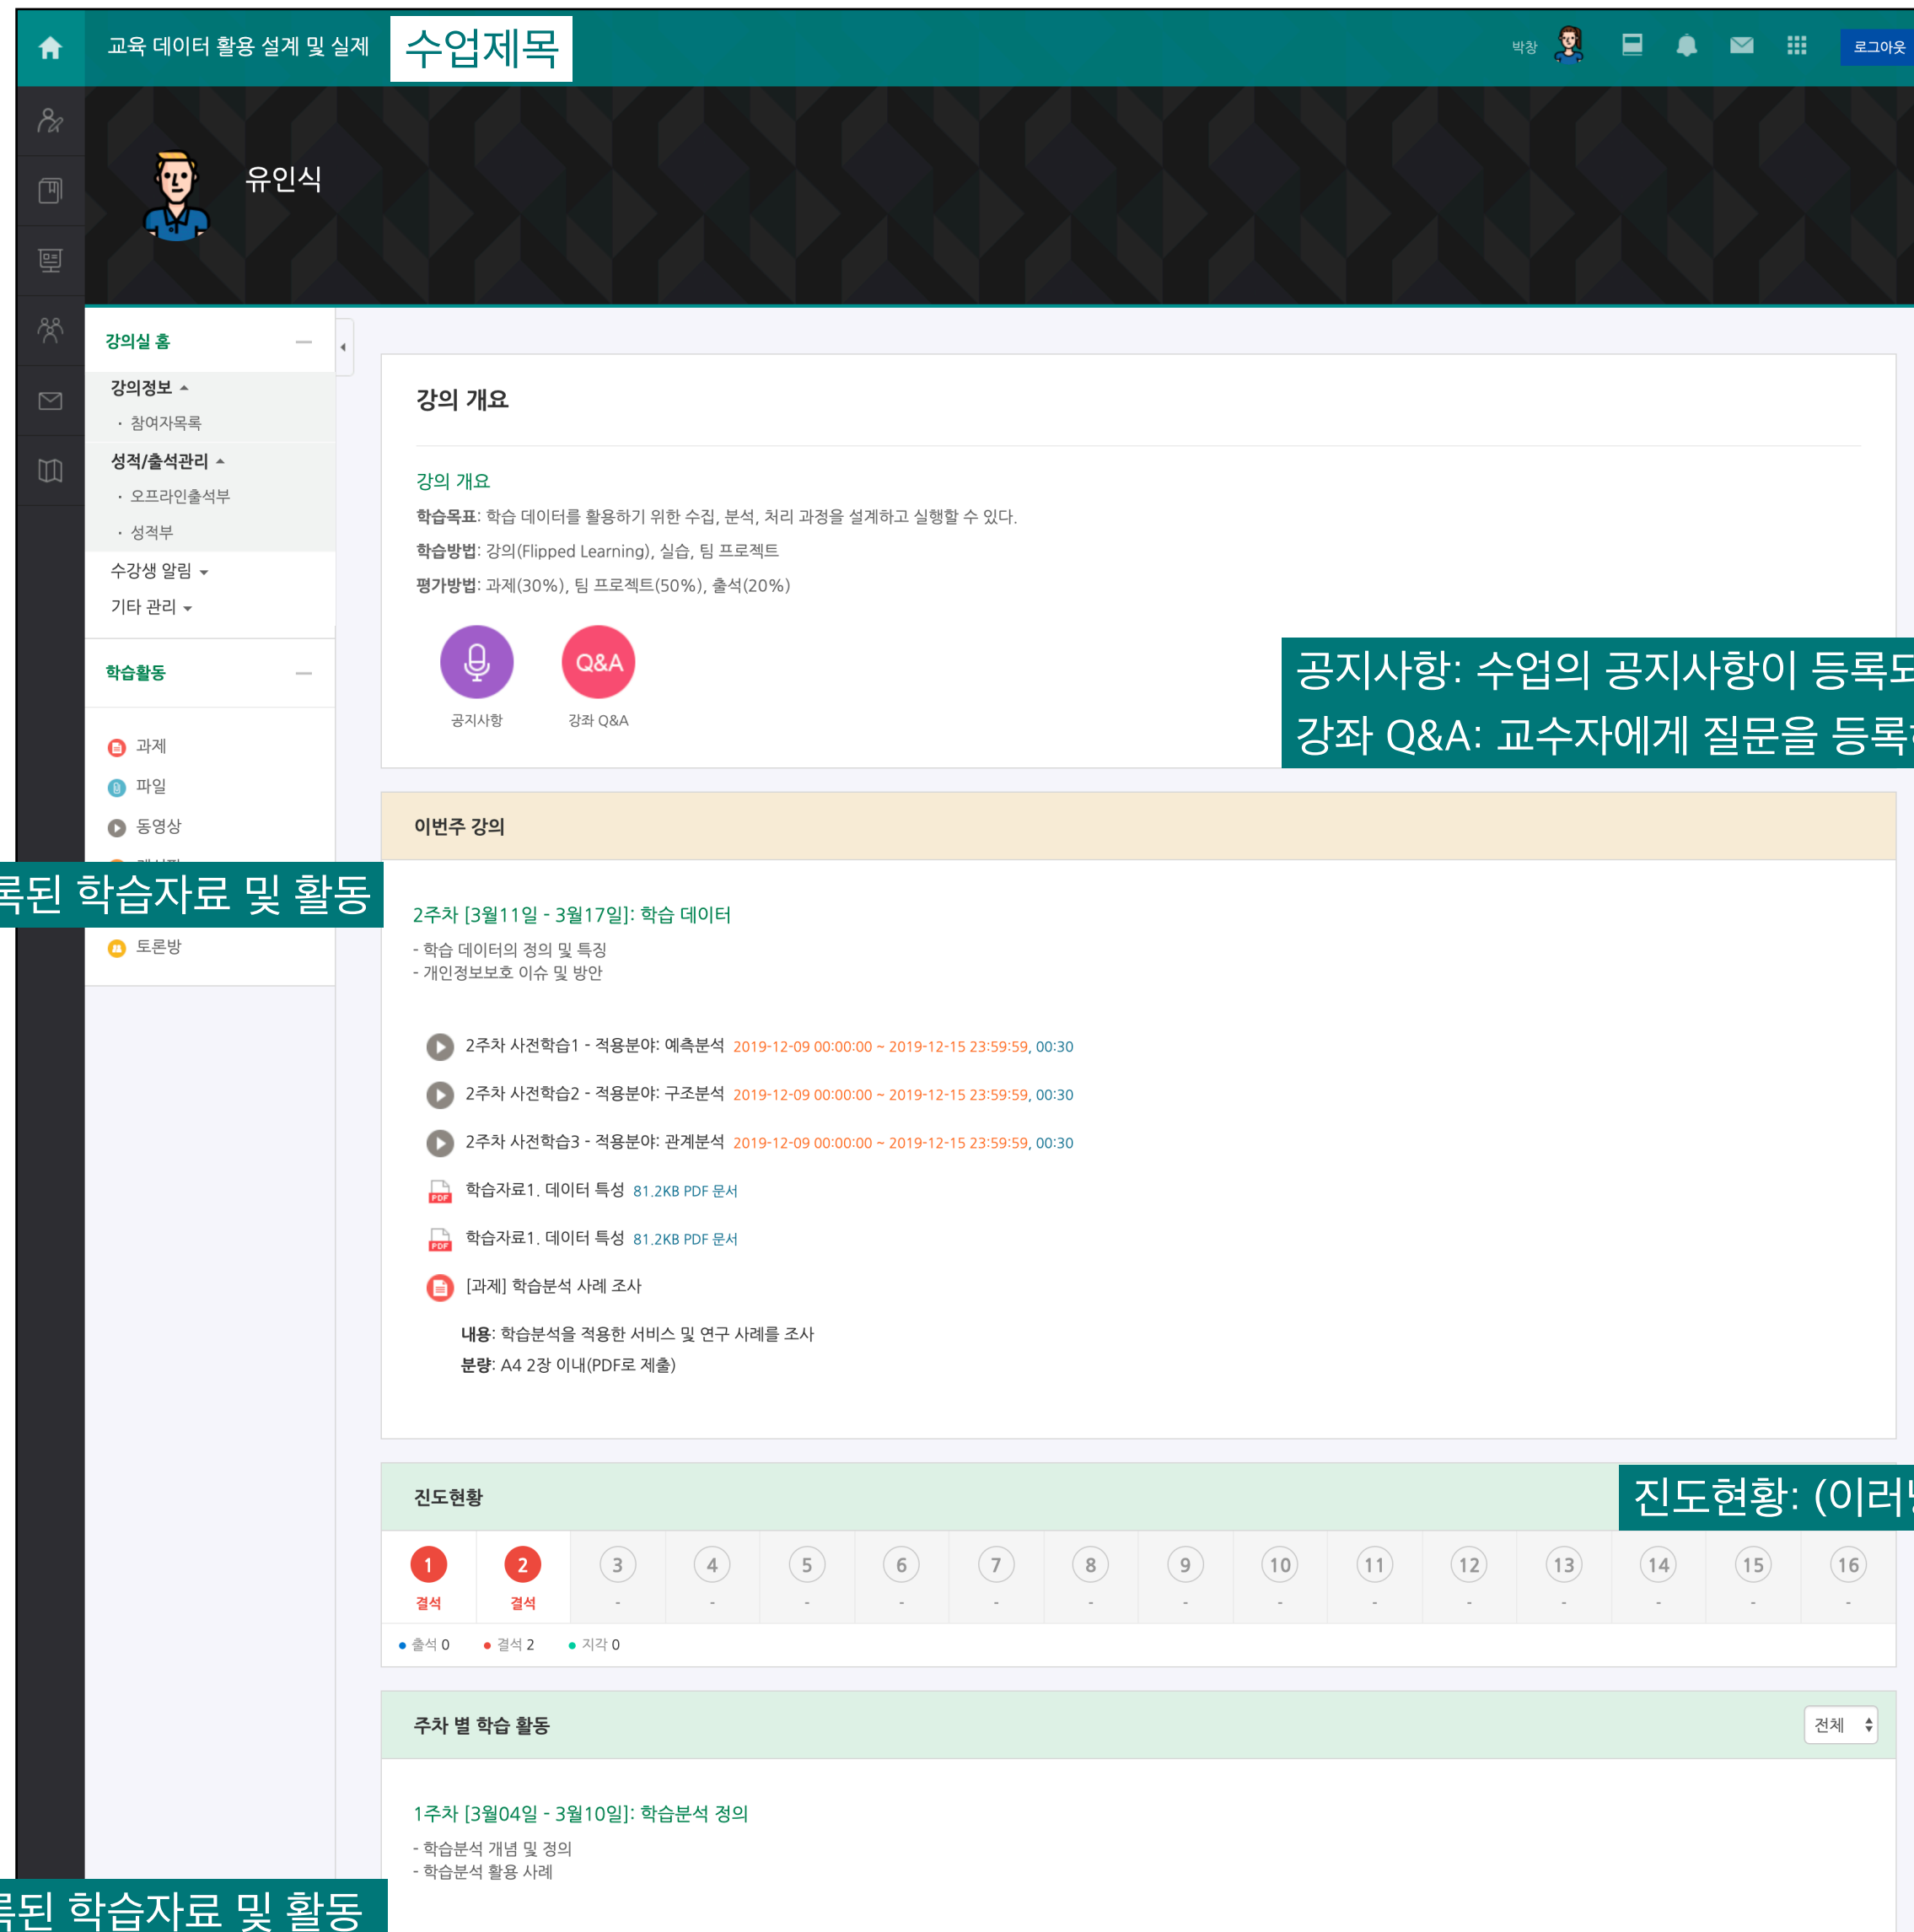 교육 데이터 활용 설계 및 실제
수업제목
박창
로그아웃
유인식
강의실 홈
강의정보
· 참여자목록
성적/출석관리
· 오프라인출석부
· 성적부
수강생 알림
기타 관리
학습활동
과제
파일
동영상
록된 학습자료 및 활동
토론방
강의 개요
강의 개요
학습목표: 학습 데이터를 활용하기 위한 수집, 분석, 처리 과정을 설계하고 실행할 수 있다.
학습방법: 강의(Flipped Learning), 실습, 팀 프로젝트
평가방법: 과제(30%), 팀 프로젝트(50%), 출석(20%)
Q&A
공지사항
강좌 Q&A
공지사항: 수업의 공지사항이 등록되
강좌 Q&A: 교수자에게 질문을 등록
이번주 강의
2주차 [3월11일 - 3월17일]: 학습 데이터
- 학습 데이터의 정의 및 특징
- 개인정보보호 이슈 및 방안
2주차 사전학습1 - 적용분야: 예측분석 2019-12-09 00:00:00 ~ 2019-12-15 23:59:59, 00:30
2주차 사전학습2 - 적용분야: 구조분석 2019-12-09 00:00:00 ~ 2019-12-15 23:59:59, 00:30
2주차 사전학습3 - 적용분야: 관계분석 2019-12-09 00:00:00 ~ 2019-12-15 23:59:59, 00:30
PDF 학습자료1. 데이터 특성 81.2KB PDF 문서
PDF 학습자료1. 데이터 특성 81.2KB PDF 문서
[과제] 학습분석 사례 조사
내용: 학습분석을 적용한 서비스 및 연구 사례를 조사
분량: A4 2장 이내(PDF로 제출)
진도현황
진도현황: (이러
1 2 3 4 5 6 7 8 9 10 11 12 13 14 15 16
결석 결석 - - - - - - - - - - - - - -
출석 0 결석 2 지각 0
주차 별 학습 활동
전체
1주차 [3월04일 - 3월10일]: 학습분석 정의
- 학습분석 개념 및 정의
- 학습분석 활용 사례
록된 학습자료 및 활동